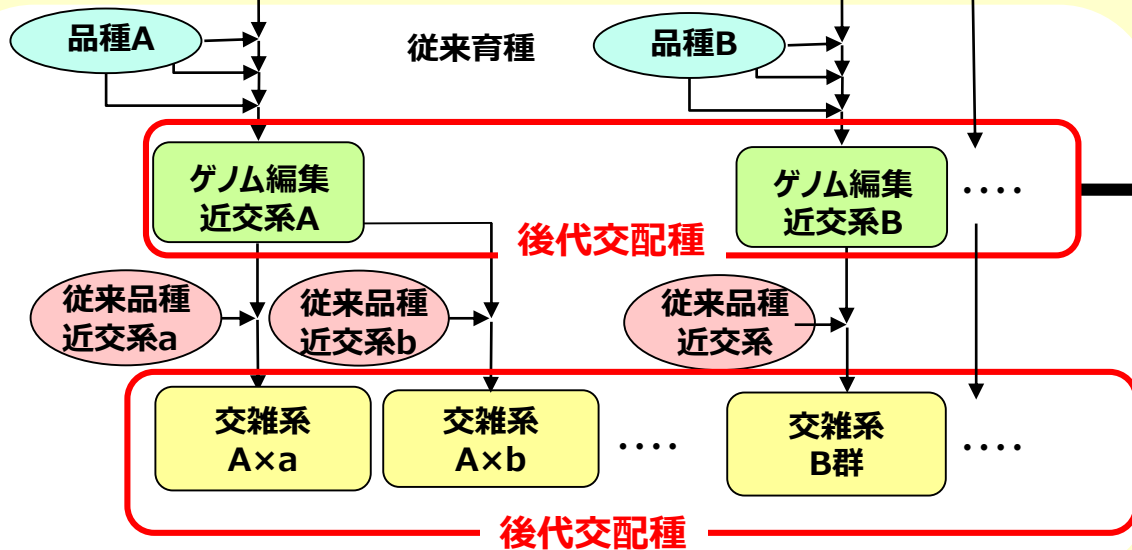 品種A
従来育種
品種B
ゲノム編集
近交系A
ゲノム編集
近交系B
‥‥
後代交配種
従来品種
近交系a
従来品種
近交系b
従来品種
近交系
交雑系
A×a
交雑系
A×b
‥‥
交雑系
B群
‥‥
後代交配種